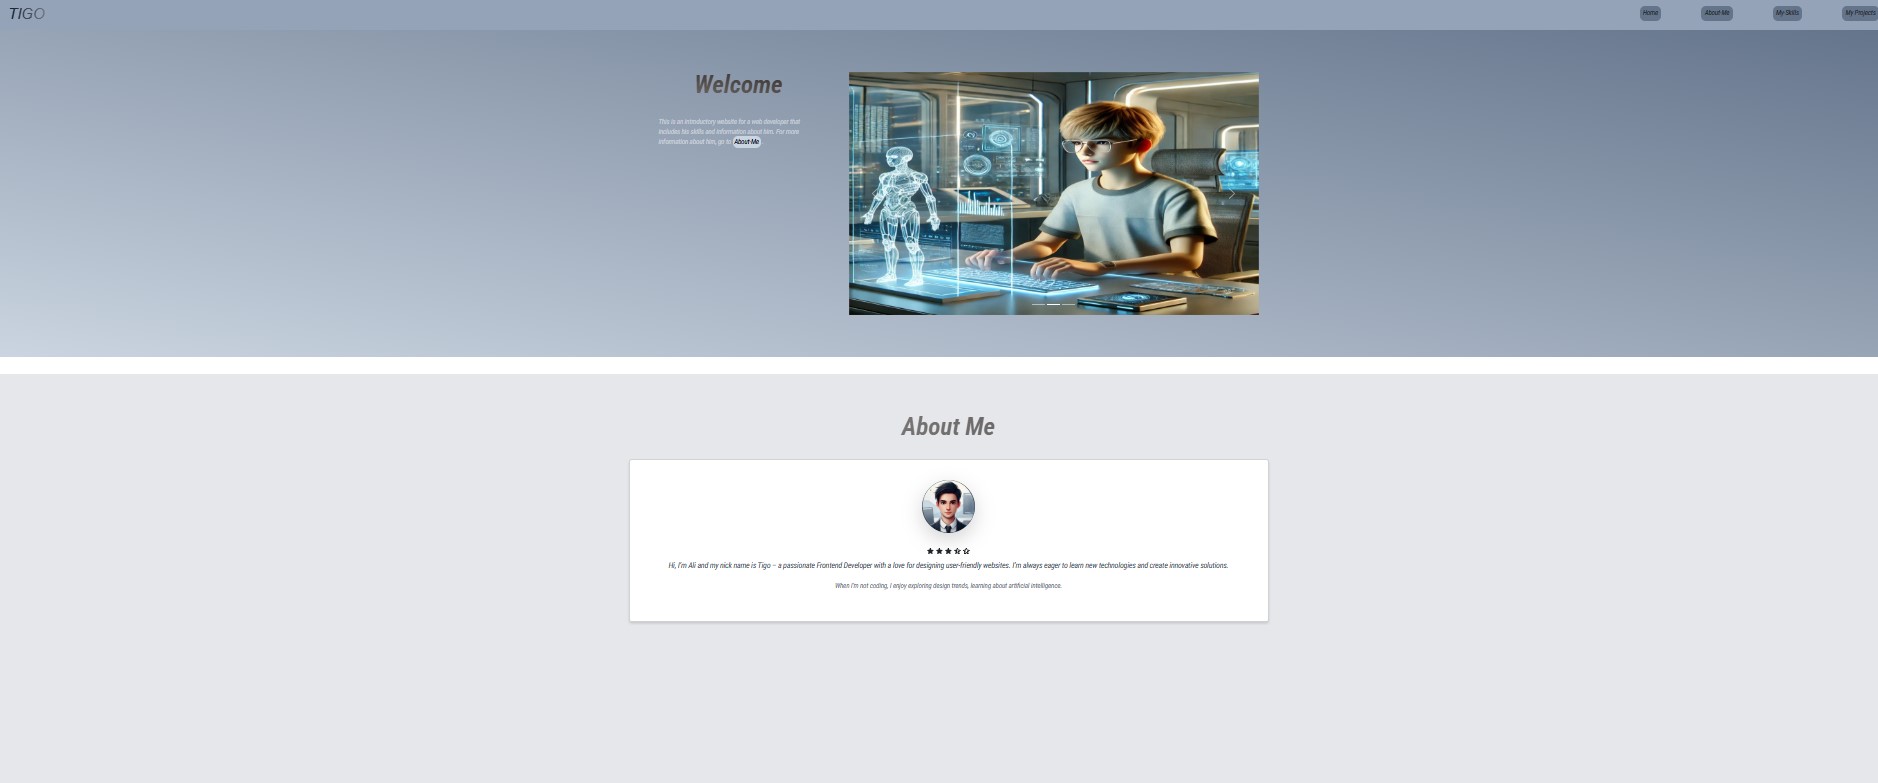 TIGO
Home
About Me
My Skills
My Projects
Welcome
This is an introductory website for a web developer that
includes his skills and information about him. For more
information about him, go to About Me
About Me
Hi, I'm Ali and my nick name is Tigo – a passionate Frontend Developer with a love for designing user-friendly websites. I'm always eager to learn new technologies and create innovative solutions.
When I'm not coding, I enjoy exploring design trends, learning about artificial intelligence.